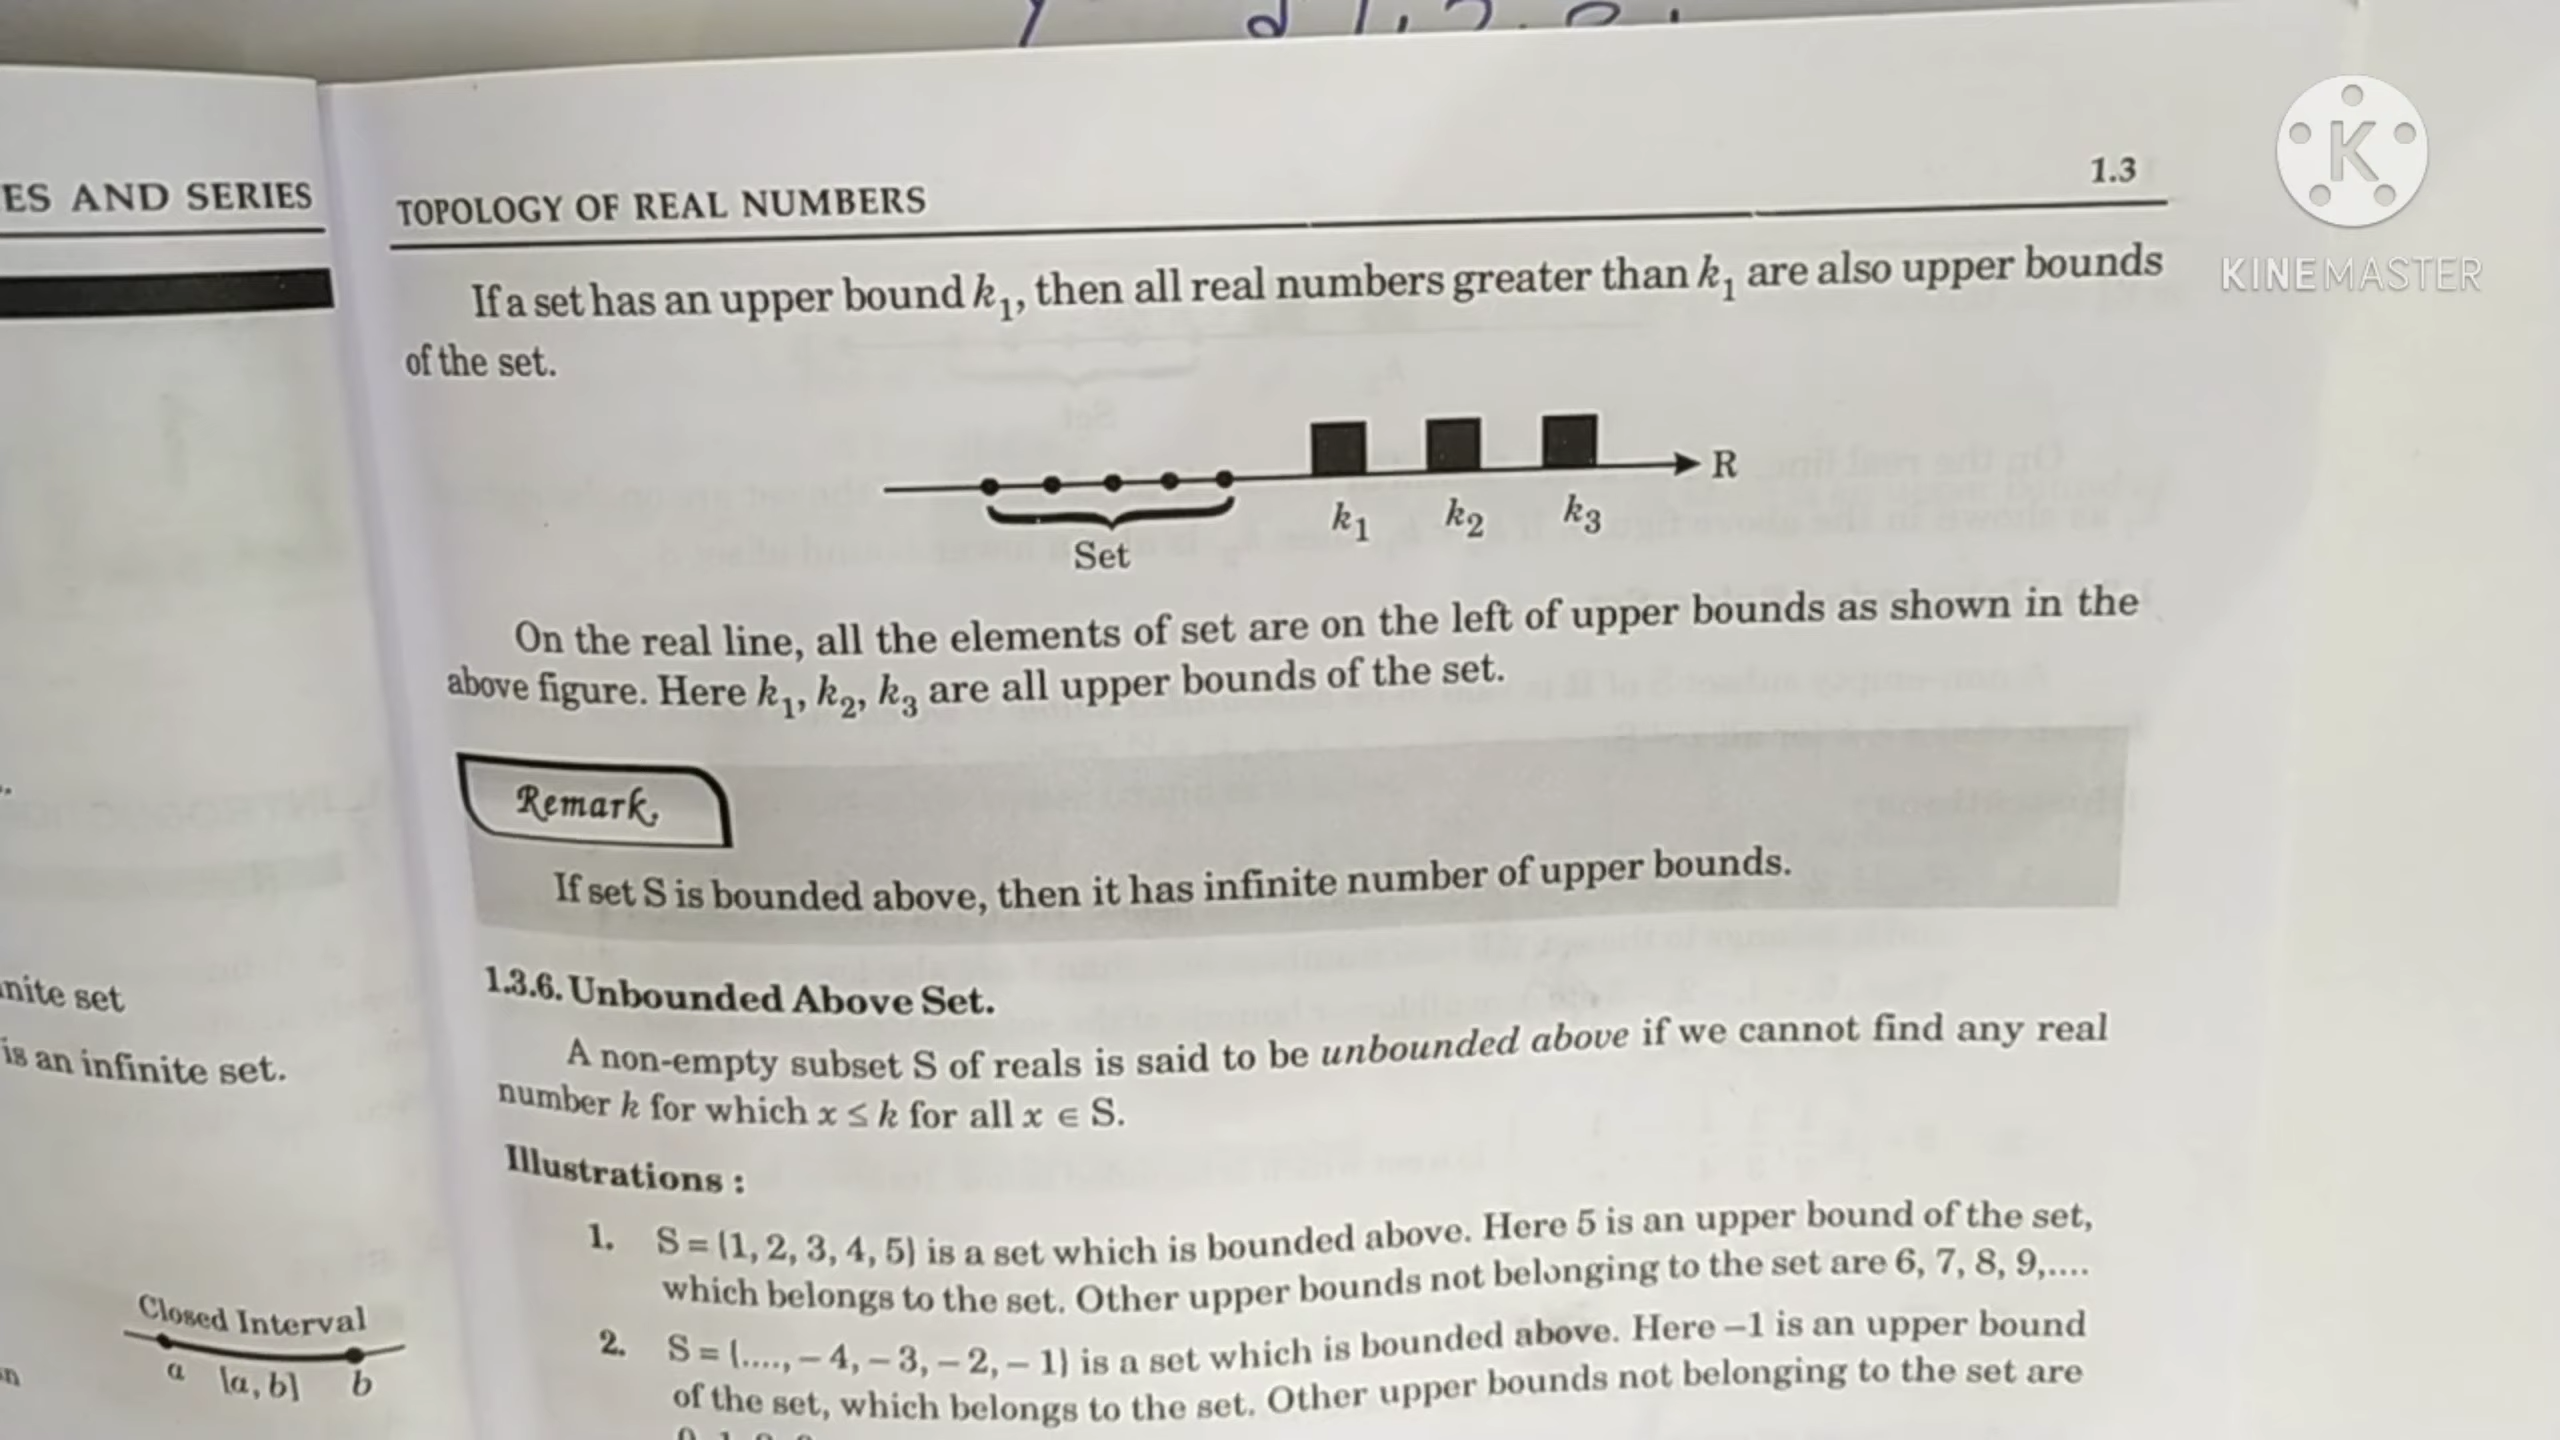 ES AND SERIES
nite set
is an infinite set.
Closed Interval
a [a, b] b
TOPOLOGY OF REAL NUMBERS 1.3
If a set has an upper bound k₁, then all real numbers greater than k₁ are also upper bounds
of the set.
R
k₁ k₂ k₃
Set
On the real line, all the elements of set are on the left of upper bounds as shown in the
above figure. Here k₁, k₂, k₃ are all upper bounds of the set.
Remark.
If set S is bounded above, then it has infinite number of upper bounds.
1.3.6. Unbounded Above Set.
A non-empty subset S of reals is said to be unbounded above if we cannot find any real
number k for which x ≤ k for all x ∈ S.
Illustrations :
1. S = {1, 2, 3, 4, 5} is a set which is bounded above. Here 5 is an upper bound of the set,
which belongs to the set. Other upper bounds not belonging to the set are 6, 7, 8, 9,....
2. S = {...., – 4, – 3, – 2, – 1} is a set which is bounded above. Here –1 is an upper bound
of the set, which belongs to the set. Other upper bounds not belonging to the set are
K
KINEMASTER